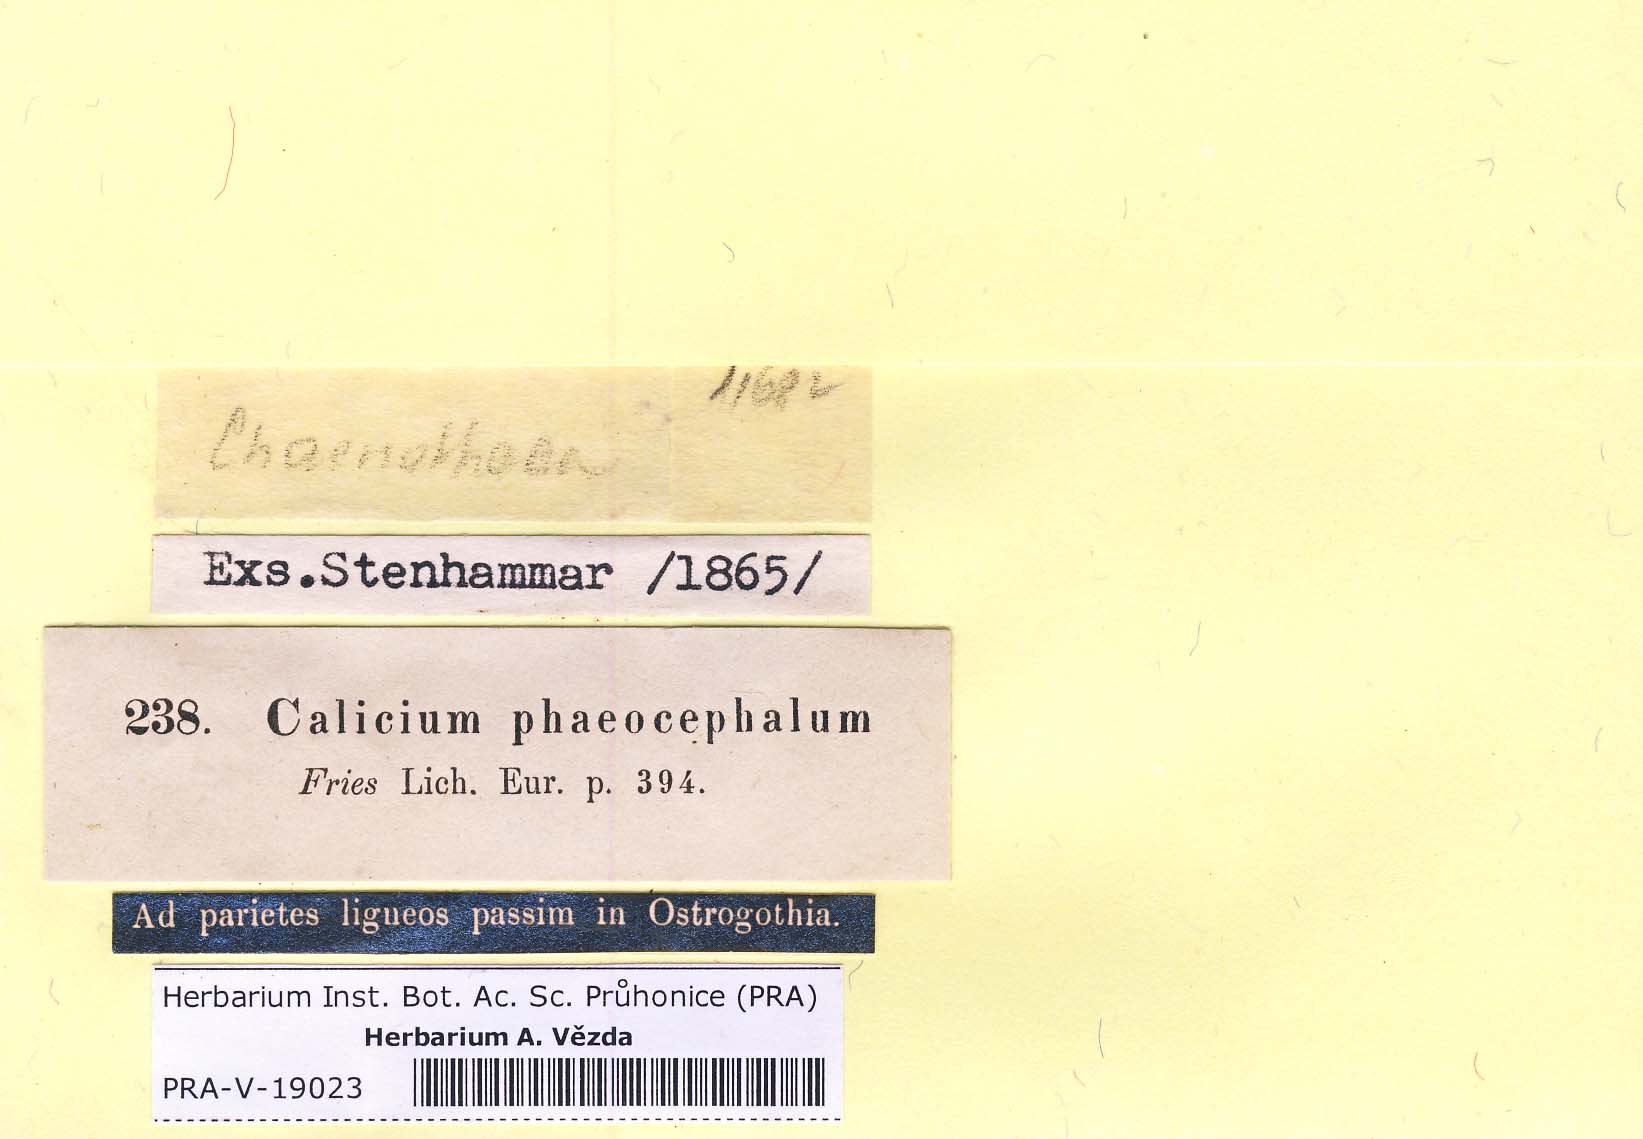 Chaenotheca
Exs.Stenhammar /1865/
238. Calicium phaeocephalum
Fries Lich. Eur. p. 394.
Ad parietes ligneos passim in Ostrogothia.
Herbarium Inst. Bot. Ac. Sc. Průhonice (PRA)
Herbarium A. Vězda
PRA-V-19023